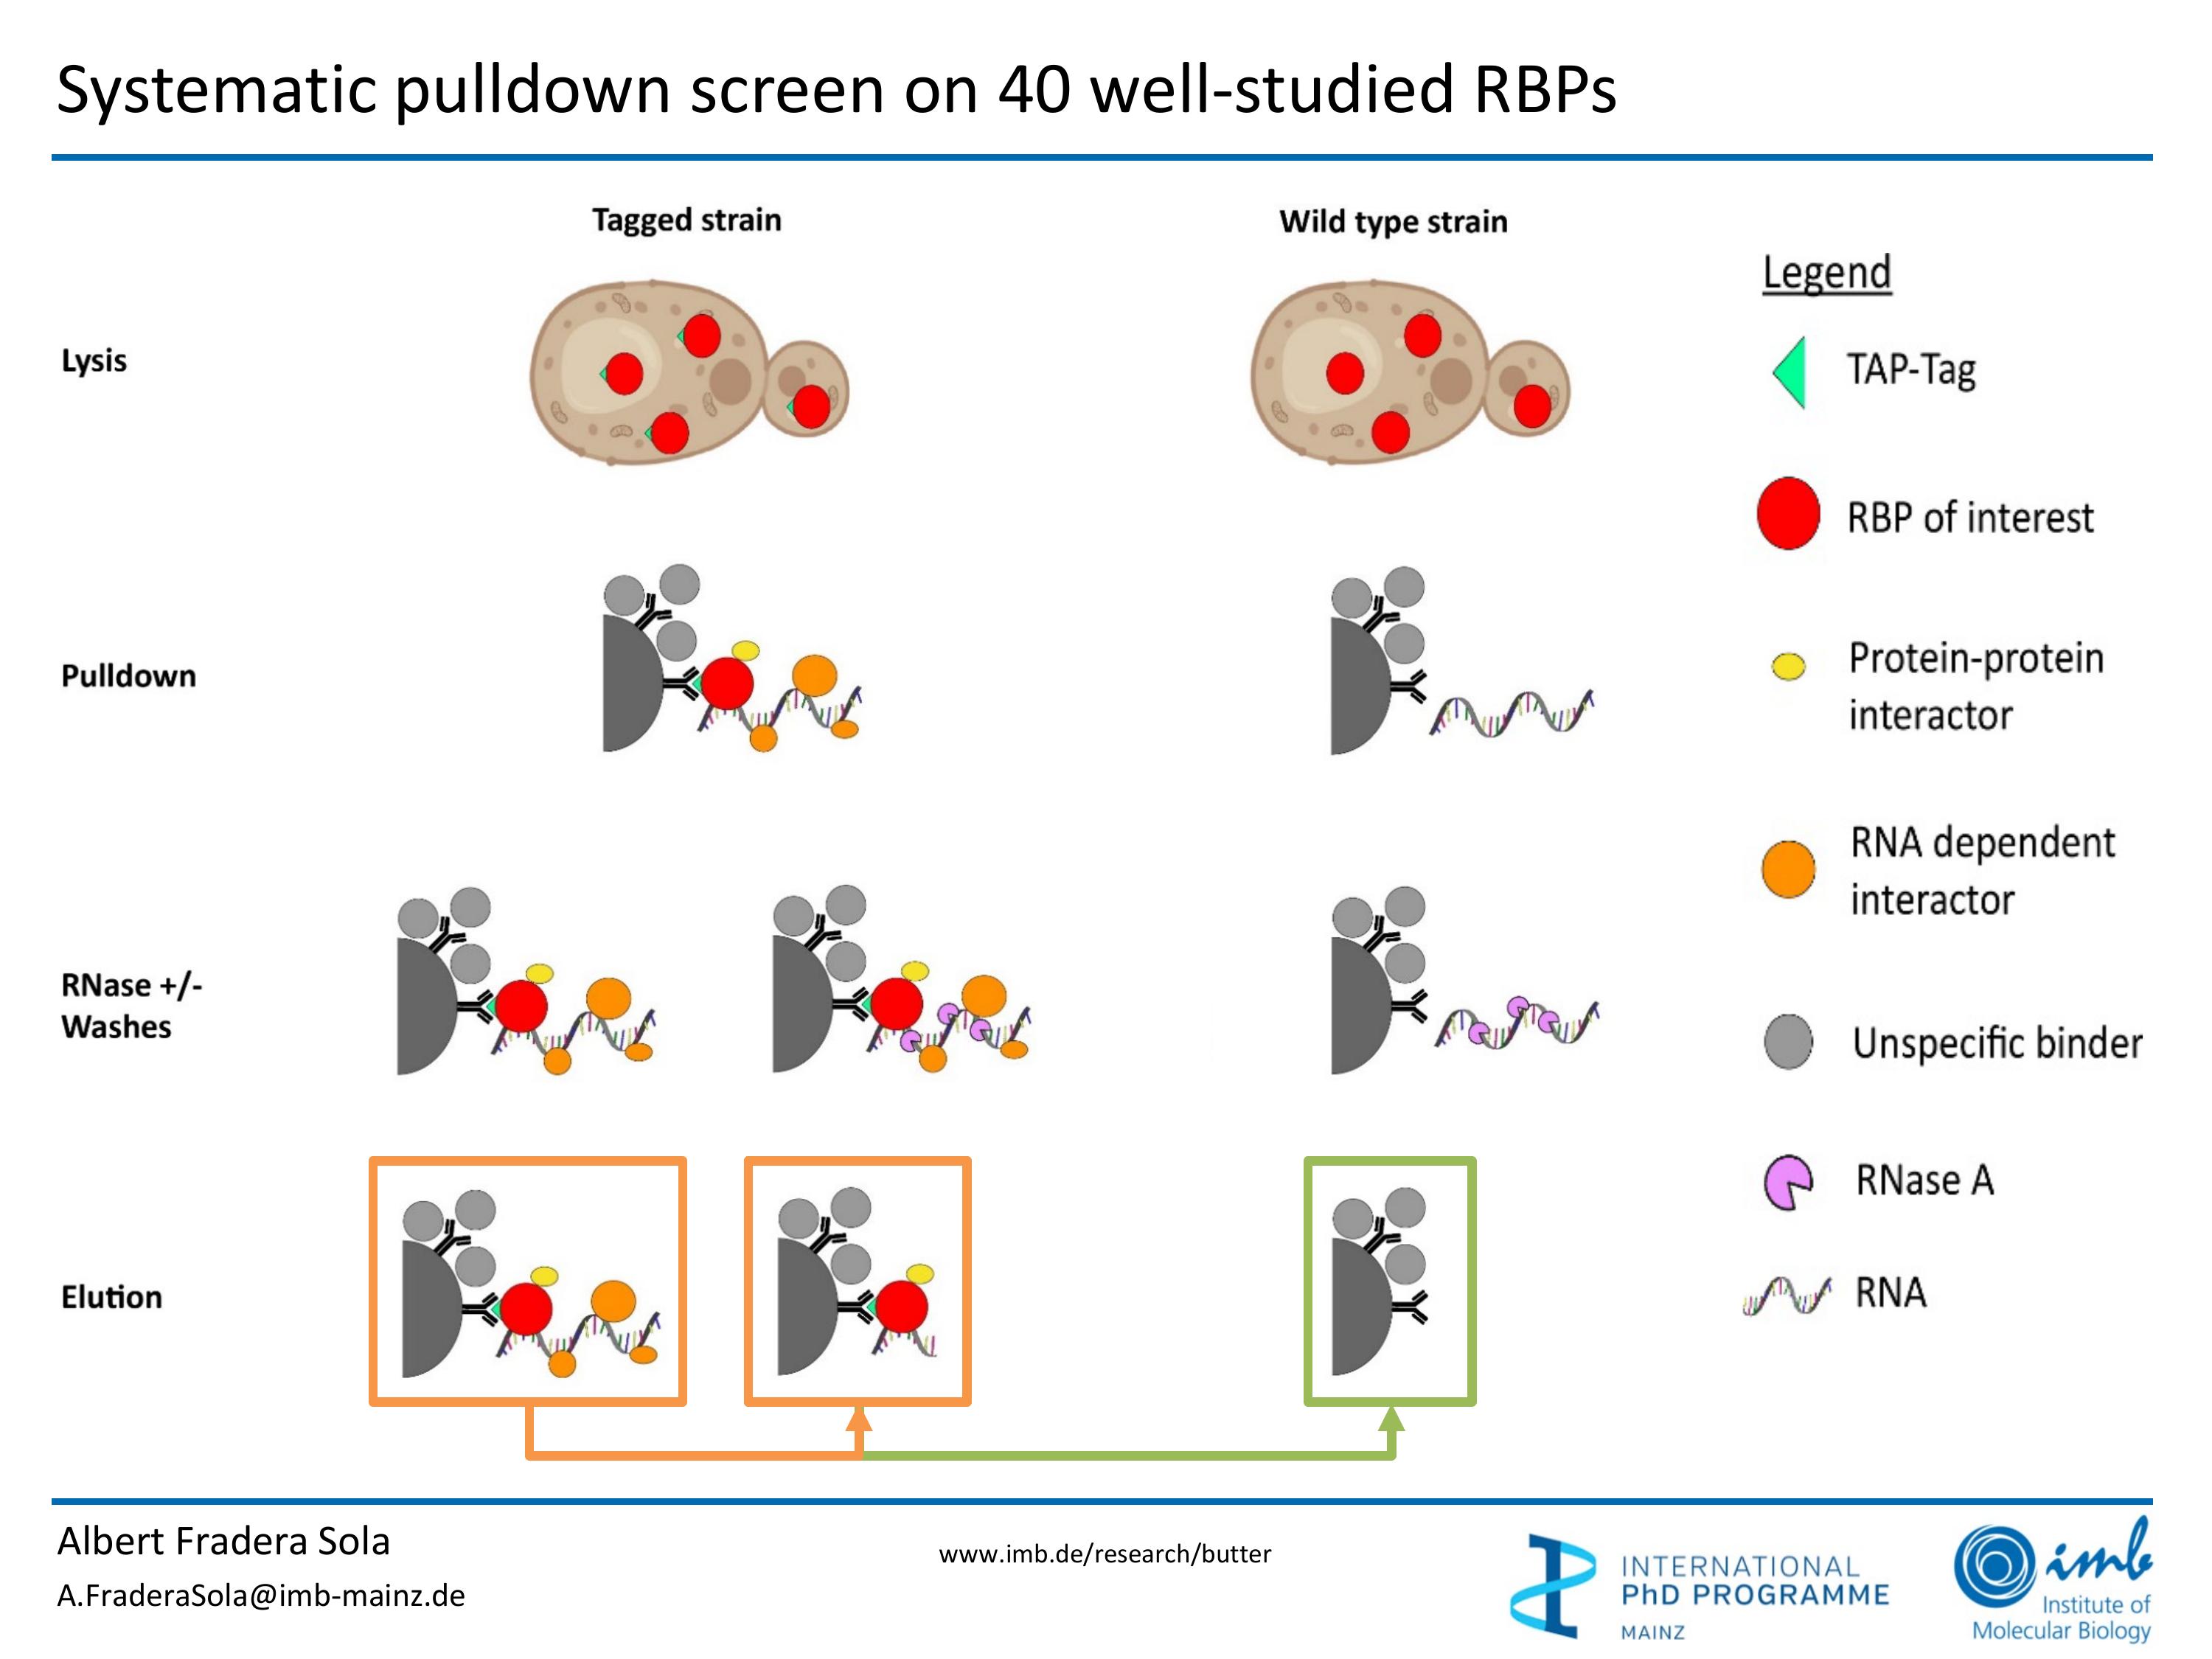 Systematic pulldown screen on 40 well-studied RBPs
Tagged strain
Wild type strain
Legend
Lysis
TAP-Tag
RBP of interest
Pulldown
Protein-protein
interactor
RNA dependent
interactor
RNase +/-
Washes
Unspecific binder
RNase A
Elution
RNA
Albert Fradera Sola
A.FraderaSola@imb-mainz.de
www.imb.de/research/butter
INTERNATIONAL
PhD PROGRAMME
MAINZ
imb
Institute of
Molecular Biology